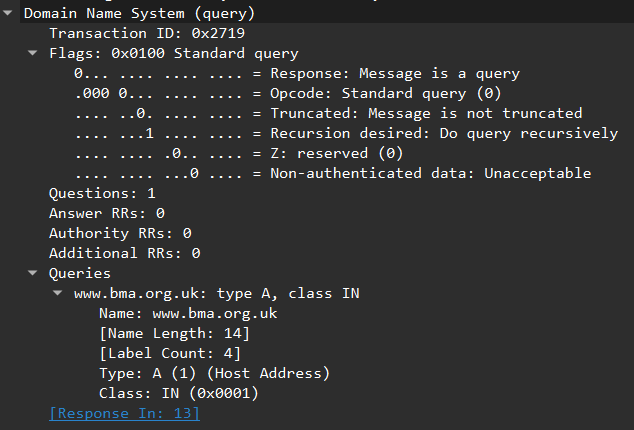 Domain Name System (query)
Transaction ID: 0x2719
Flags: 0x0100 Standard query
0... .... .... .... = Response: Message is a query
.000 0... .... .... = Opcode: Standard query (0)
.... ..0. .... .... = Truncated: Message is not truncated
.... ...1 .... .... = Recursion desired: Do query recursively
.... .... .0.. .... = Z: reserved (0)
.... .... ...0 .... = Non-authenticated data: Unacceptable
Questions: 1
Answer RRs: 0
Authority RRs: 0
Additional RRs: 0
Queries
www.bma.org.uk: type A, class IN
Name: www.bma.org.uk
[Name Length: 14]
[Label Count: 4]
Type: A (1) (Host Address)
Class: IN (0x0001)
[Response In: 13]